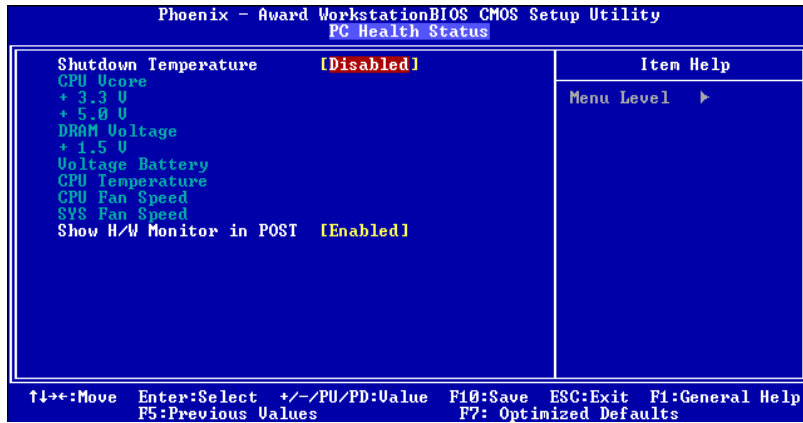 Phoenix - Award WorkstationBIOS CMOS Setup Utility
PC Health Status
Shutdown Temperature [Disabled]
CPU Vcore
+ 3.3 V
+ 5.0 V
DRAM Voltage
+ 1.5 V
Voltage Battery
CPU Temperature
CPU Fan Speed
SYS Fan Speed
Show H/W Monitor in POST [Enabled]
Item Help
Menu Level ►
↑↓→←:Move Enter:Select +/-/PU/PD:Value F10:Save ESC:Exit F1:General Help
F5:Previous Values F7: Optimized Defaults